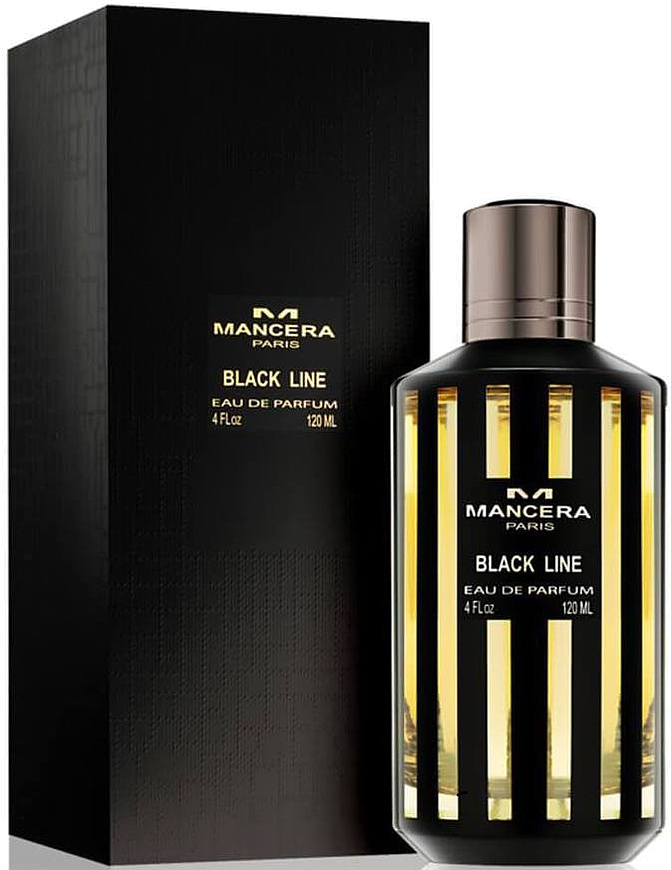 MANCERA
PARIS
BLACK LINE
EAU DE PARFUM
4 FLoz 120 ML
MANCERA
PARIS
BLACK LINE
EAU DE PARFUM
4 FLoz 120 ML